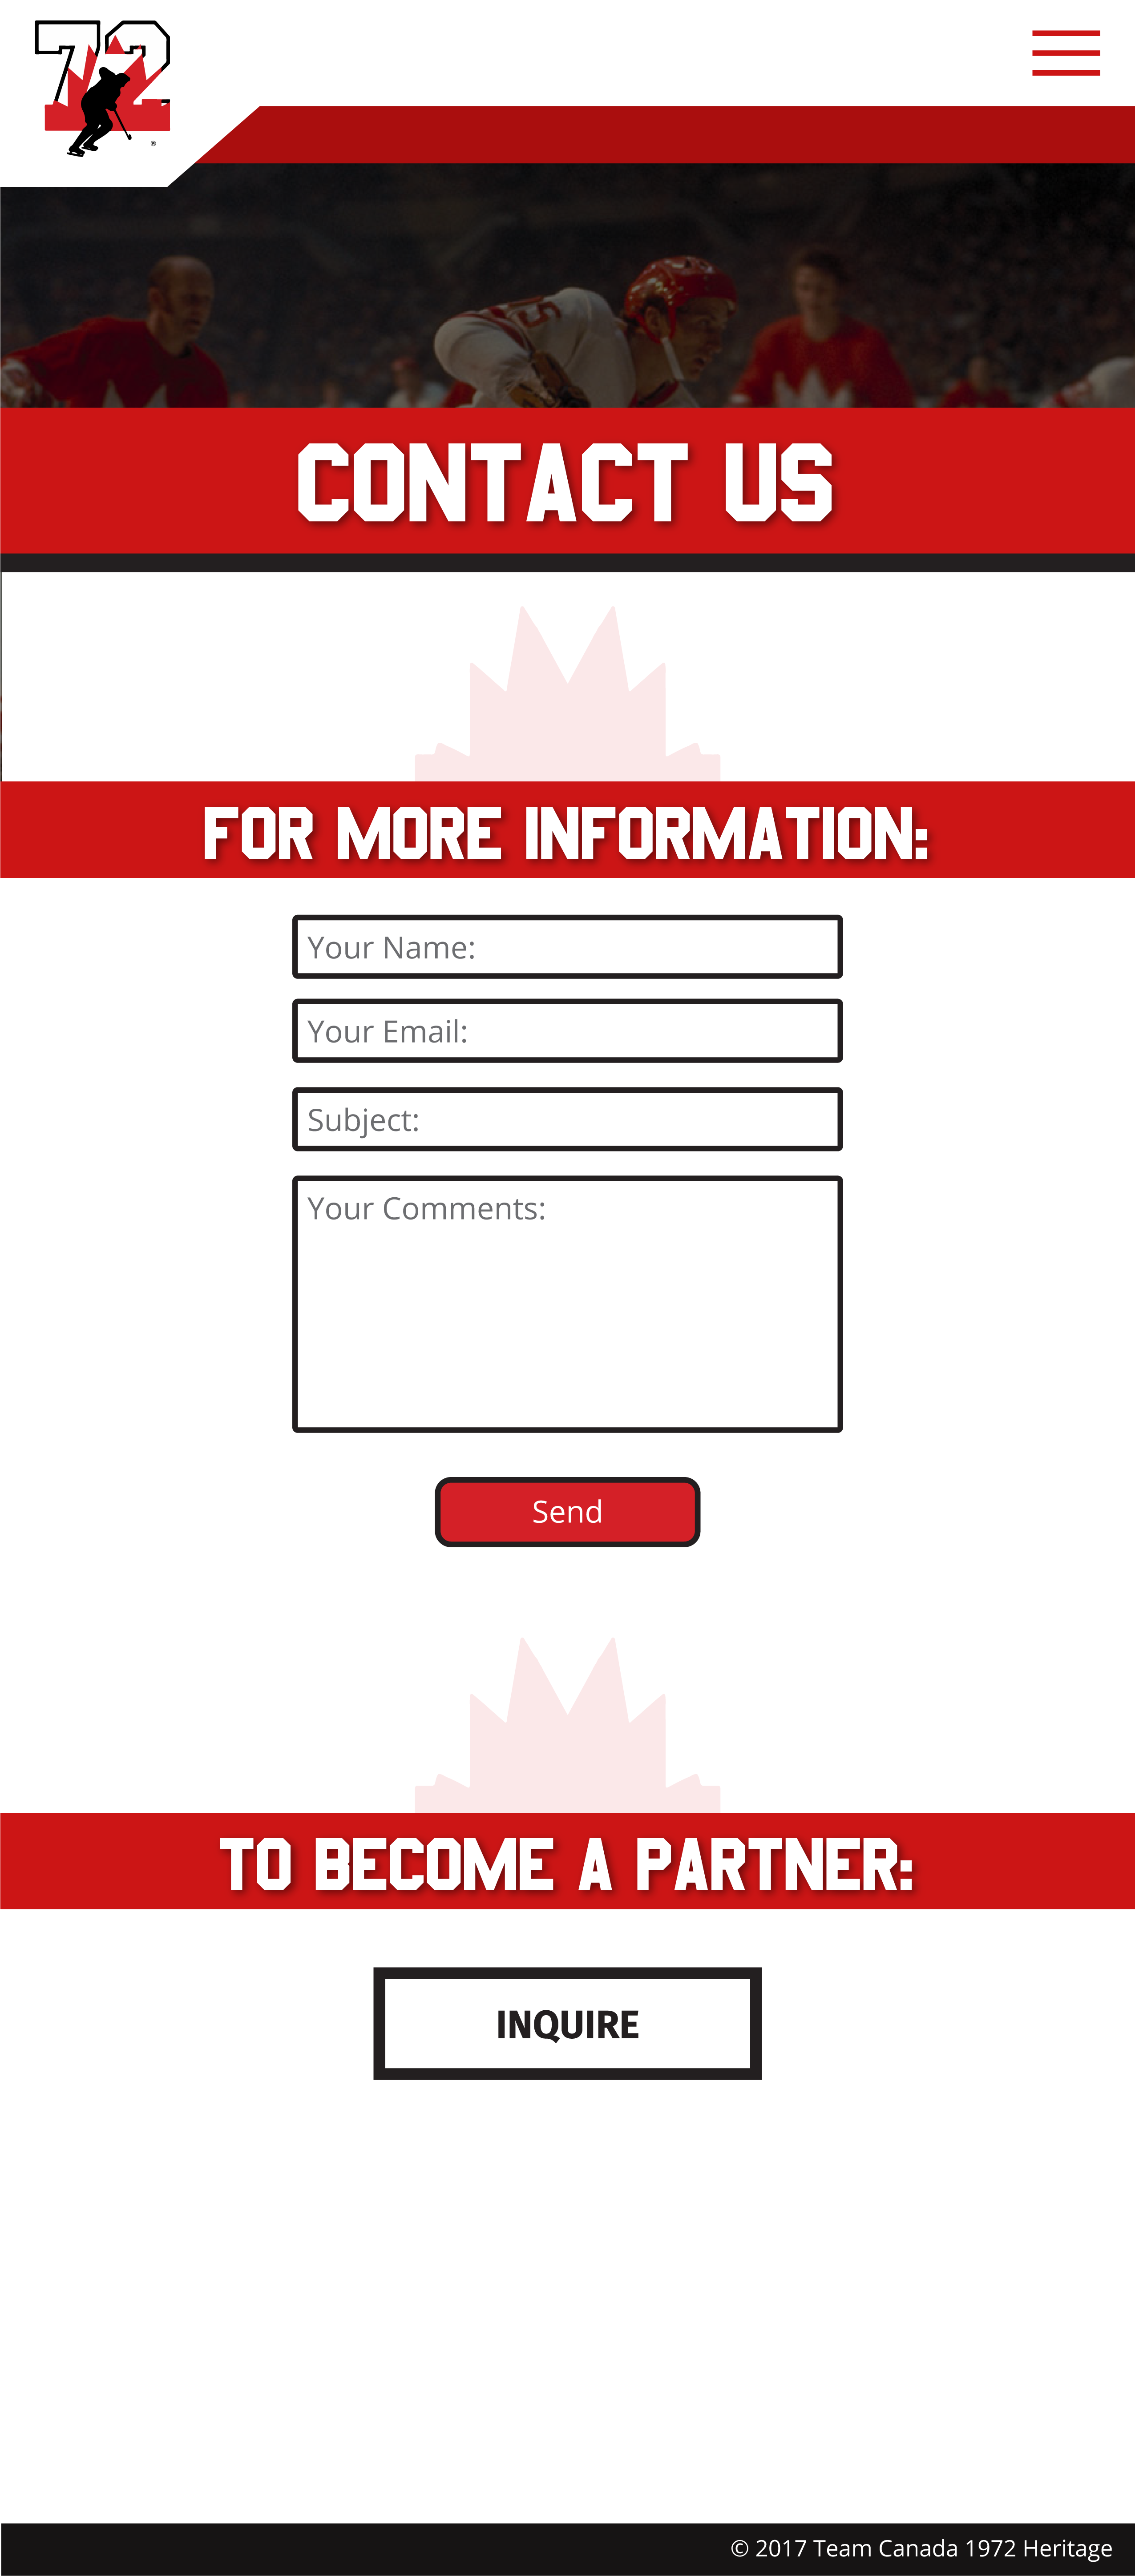 72
®
CONTACT US
FOR MORE INFORMATION:
Your Name:
Your Email:
Subject:
Your Comments:
Send
TO BECOME A PARTNER:
INQUIRE
© 2017 Team Canada 1972 Heritage